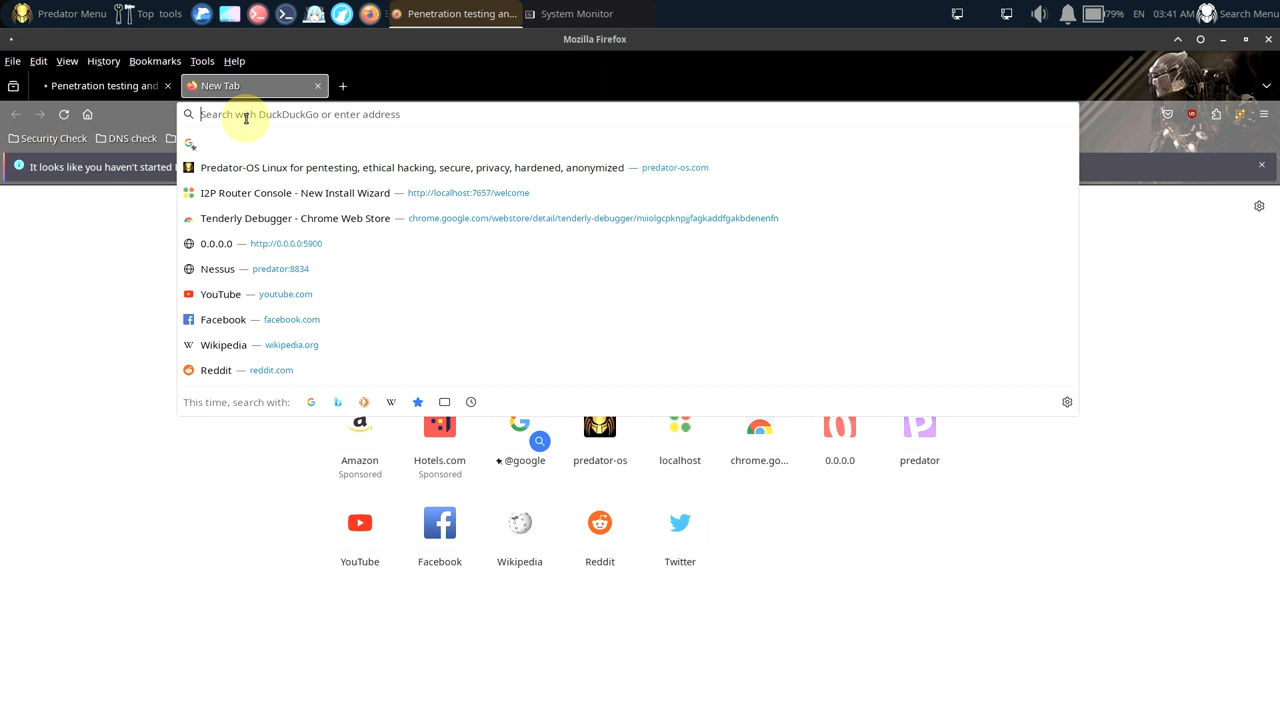 Predator Menu Top tools Penetration testing an... System Monitor 79% EN 03:41 AM Search Menu
Mozilla Firefox
File Edit View History Bookmarks Tools Help
Penetration testing and New Tab
Search with DuckDuckGo or enter address
Security Check DNS check
Predator-OS Linux for pentesting, ethical hacking, secure, privacy, hardened, anonymized — predator-os.com
It looks like you haven't started
I2P Router Console - New Install Wizard — http://localhost:7657/welcome
Tenderly Debugger - Chrome Web Store — chrome.google.com/webstore/detail/tenderly-debugger/miiolgcpknpjjfagkaddfgakbdenenfn
0.0.0.0 — http://0.0.0.0:5900
Nessus — predator:8834
YouTube — youtube.com
Facebook — facebook.com
Wikipedia — wikipedia.org
Reddit — reddit.com
This time, search with:
Amazon Hotels.com @google predator-os localhost chrome.go... 0.0.0.0 predator
Sponsored Sponsored
YouTube Facebook Wikipedia Reddit Twitter